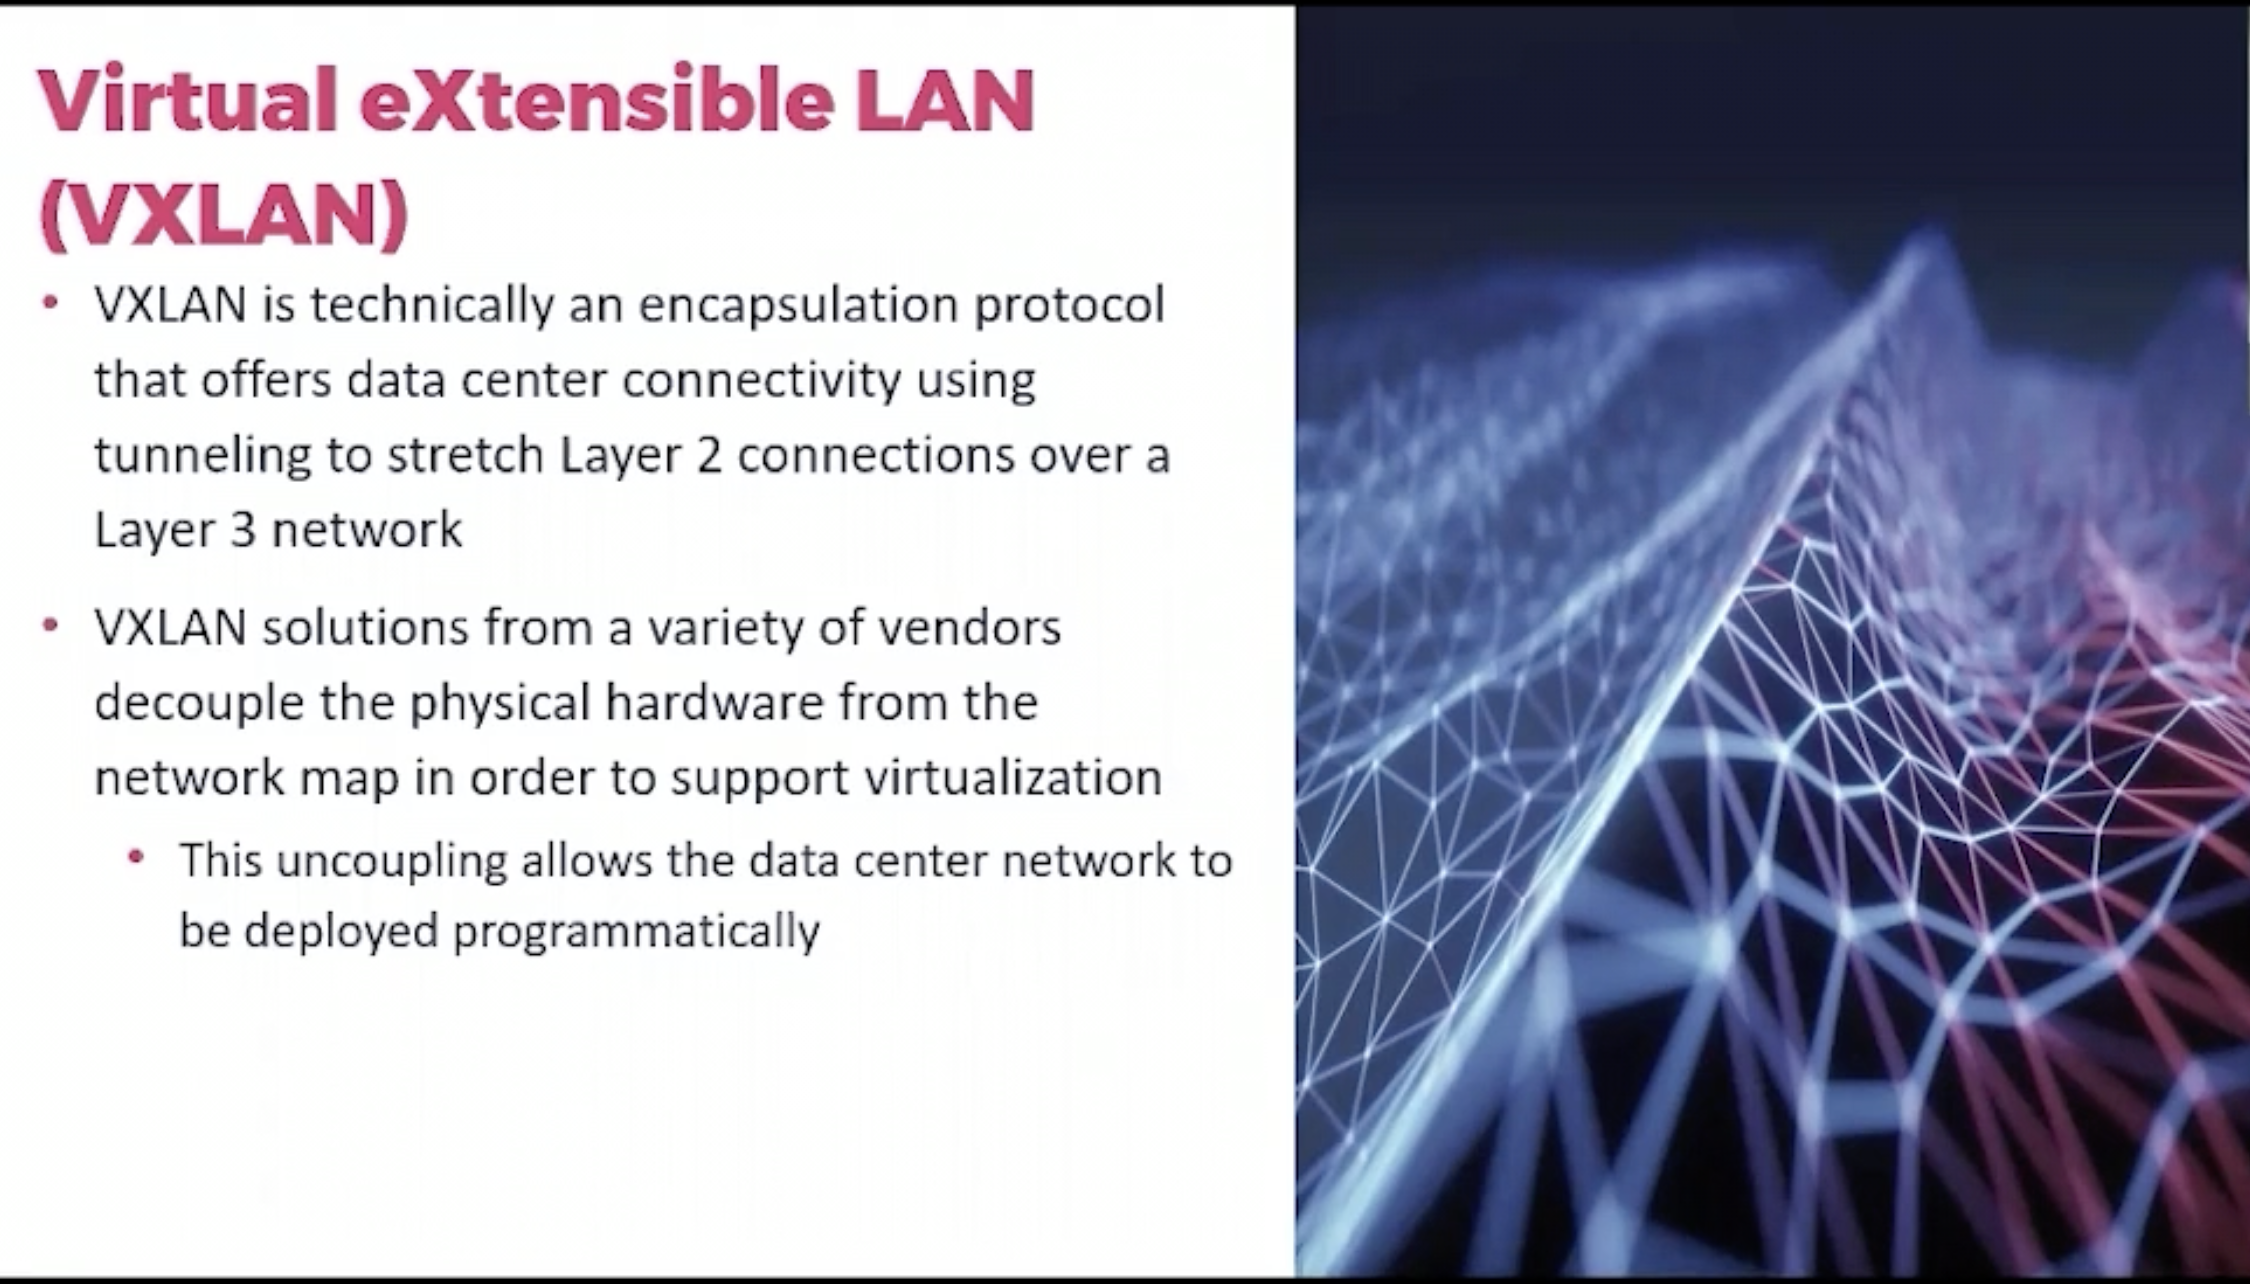 Virtual eXtensible LAN
(VXLAN)
• VXLAN is technically an encapsulation protocol
that offers data center connectivity using
tunneling to stretch Layer 2 connections over a
Layer 3 network
• VXLAN solutions from a variety of vendors
decouple the physical hardware from the
network map in order to support virtualization
• This uncoupling allows the data center network to
be deployed programmatically